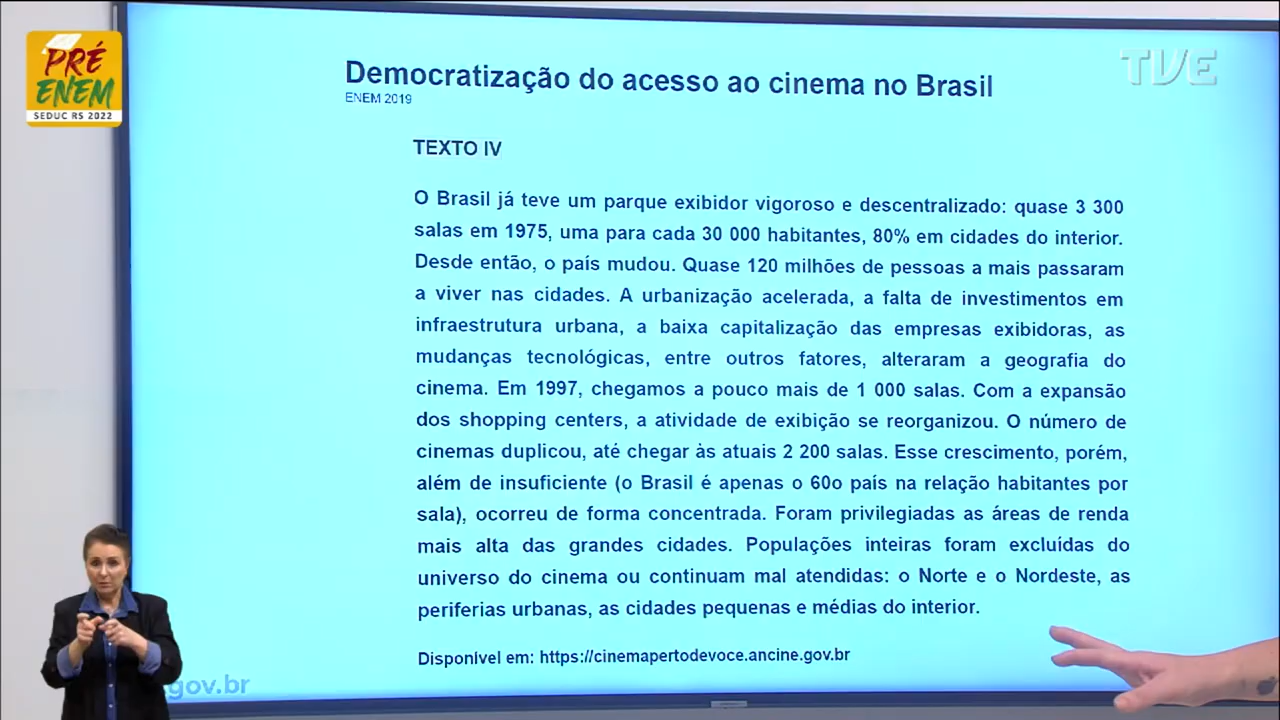 PRÉ
ENEM
SEDUC RS 2022
TVE
Democratização do acesso ao cinema no Brasil
ENEM 2019
TEXTO IV
O Brasil já teve um parque exibidor vigoroso e descentralizado: quase 3 300
salas em 1975, uma para cada 30 000 habitantes, 80% em cidades do interior.
Desde então, o país mudou. Quase 120 milhões de pessoas a mais passaram
a viver nas cidades. A urbanização acelerada, a falta de investimentos em
infraestrutura urbana, a baixa capitalização das empresas exibidoras, as
mudanças tecnológicas, entre outros fatores, alteraram a geografia do
cinema. Em 1997, chegamos a pouco mais de 1 000 salas. Com a expansão
dos shopping centers, a atividade de exibição se reorganizou. O número de
cinemas duplicou, até chegar às atuais 2 200 salas. Esse crescimento, porém,
além de insuficiente (o Brasil é apenas o 60o país na relação habitantes por
sala), ocorreu de forma concentrada. Foram privilegiadas as áreas de renda
mais alta das grandes cidades. Populações inteiras foram excluídas do
universo do cinema ou continuam mal atendidas: o Norte e o Nordeste, as
periferias urbanas, as cidades pequenas e médias do interior.
Disponível em: https://cinemapertodevoce.ancine.gov.br
.gov.br